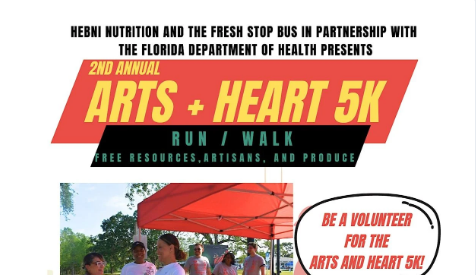 HEBNI NUTRITION AND THE FRESH STOP BUS IN PARTNERSHIP WITH
THE FLORIDA DEPARTMENT OF HEALTH PRESENTS
2ND ANNUAL
ARTS + HEART 5K
RUN / WALK
FREE RESOURCES,ARTISANS, AND PRODUCE
BE A VOLUNTEER
FOR THE
ARTS AND HEART 5K!